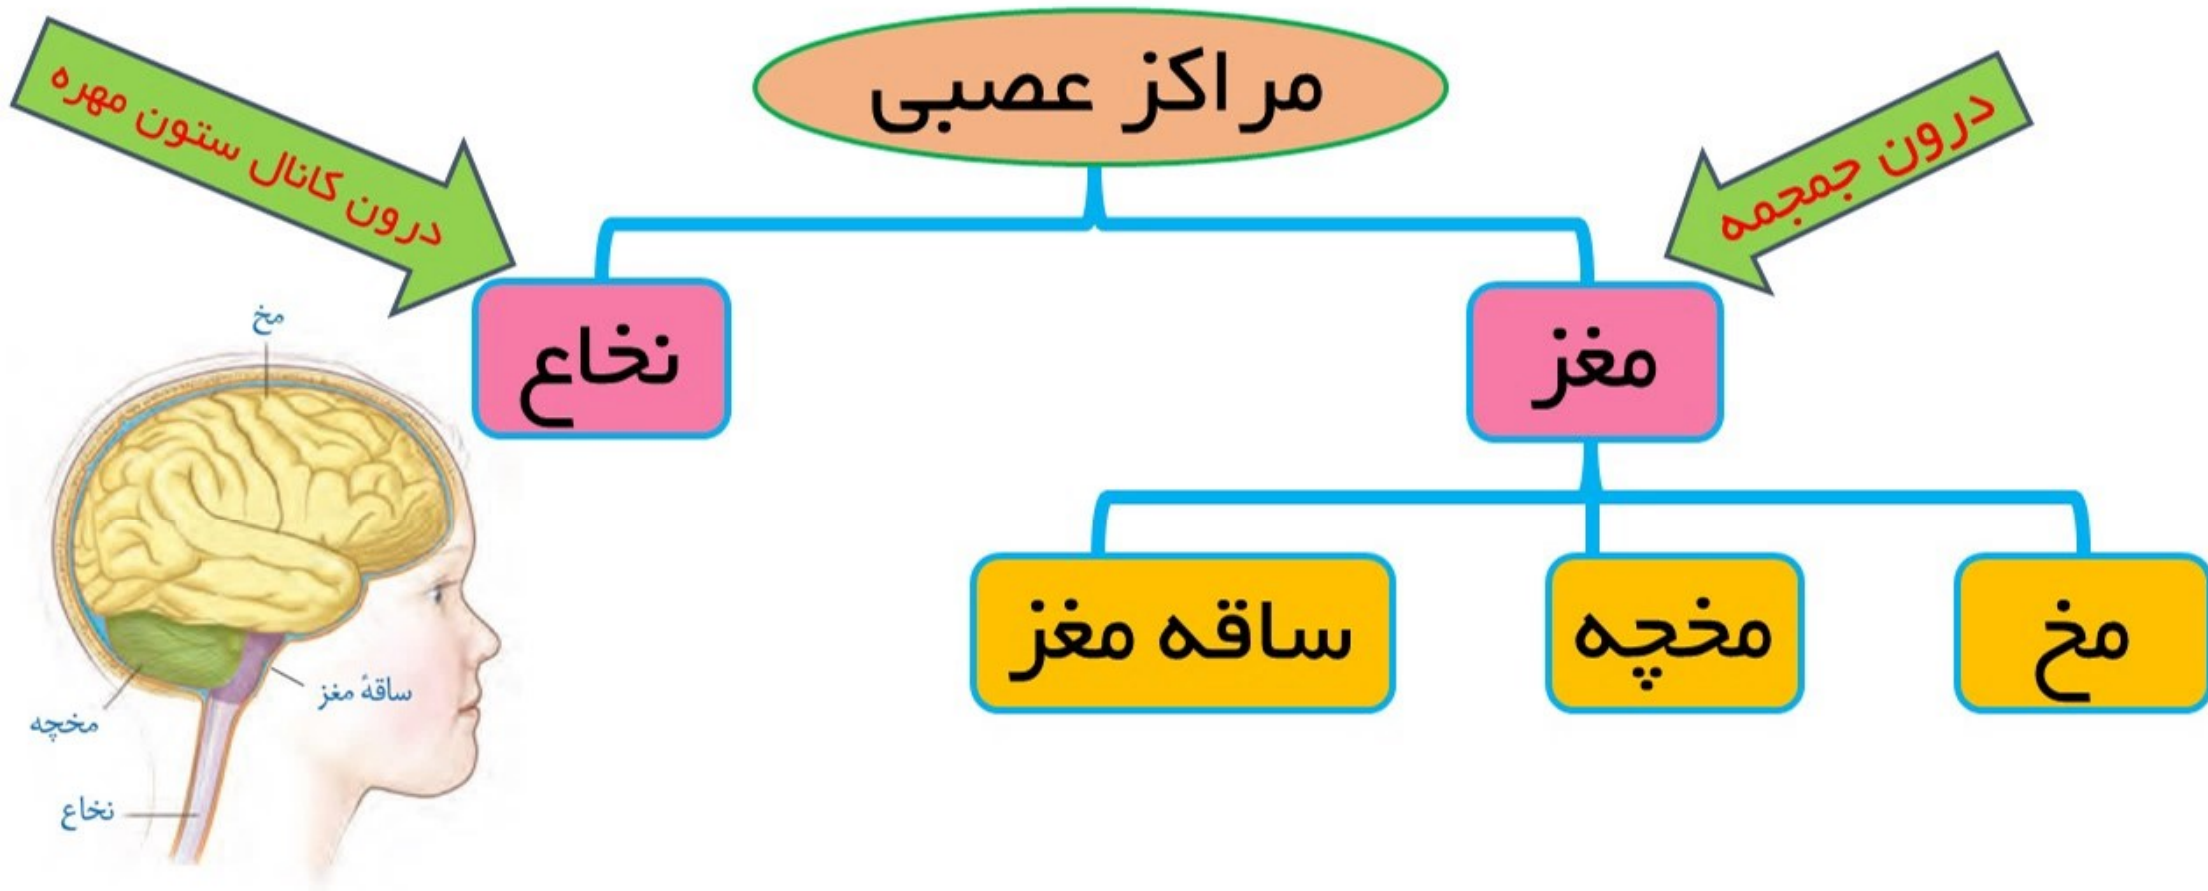 مراکز عصبی
درون جمجمه
درون کانال ستون مهره
مغز
نخاع
مخ
مخچه
ساقه مغز
مخ
ساقهٔ مغز
مخچه
نخاع